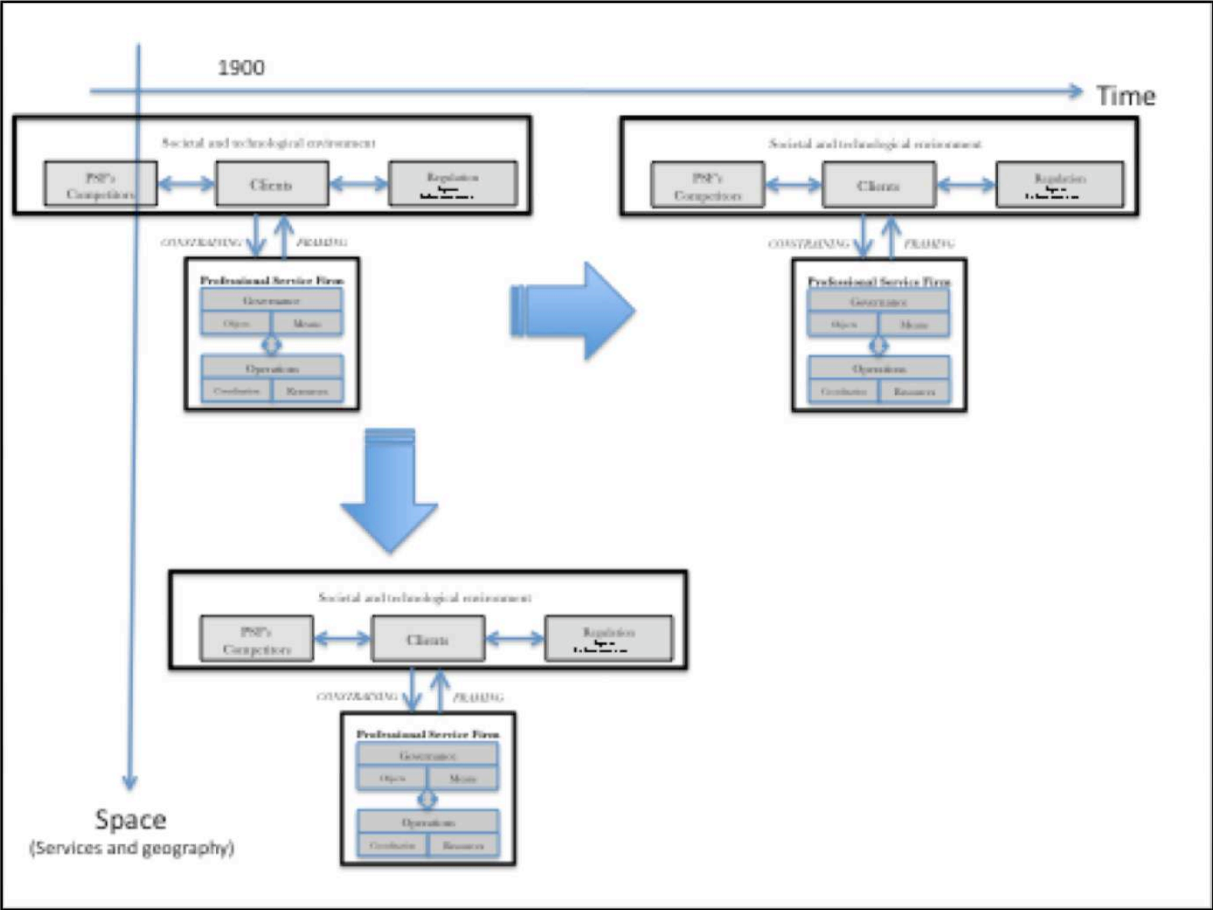 1900
Time
Societal and technological environment
PSF's
Competitors
Clients
Regulation
CONSTRAINING
FRAMING
Professional Service Firm
Governance
Objects
Means
Operations
Coordination
Resources
Societal and technological environment
PSF's
Competitors
Clients
Regulation
CONSTRAINING
FRAMING
Professional Service Firm
Governance
Objects
Means
Operations
Coordination
Resources
Societal and technological environment
PSF's
Competitors
Clients
Regulation
CONSTRAINING
FRAMING
Professional Service Firm
Governance
Objects
Means
Operations
Coordination
Resources
Space
(Services and geography)